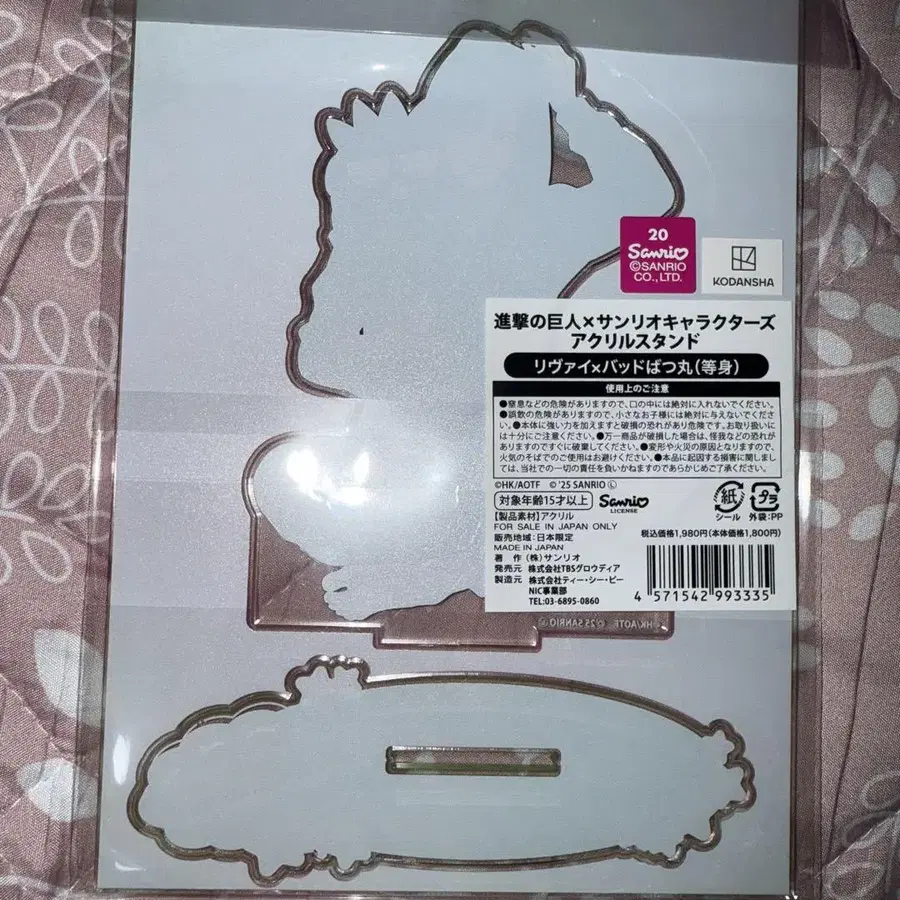 20
Sanrio
©SANRIO
CO.,LTD.
KODANSHA
進撃の巨人×サンリオキャラクターズ
アクリルスタンド
リヴァイ×バッドばつ丸(等身)
使用上のご注意
●窒息などの危険がありますので、口の中には絶対に入れないでください。
●誤飲の危険がありますので、小さなお子様には絶対に与えないでくださ
い。●本体に強い力を加えますと破損の恐れがあり危険です。お取り扱いに
は十分にご注意ください。●万一商品が破損した場合は、怪我などの恐れが
ありますのですぐに破棄してください。●変形や火災の原因となりますので、
火気のそばでのご使用はお避けください。●本品に起因する損害に関しまし
ては、当社での一切の責任を負いかねますのであらかじめご了承ください。
©HK/AOTF © '25 SANRIO Ⓛ
対象年齢15才以上
Sanrio
LICENSE
紙
シール
プラ
外袋:PP
【製品素材】アクリル
FOR SALE IN JAPAN ONLY
販売地域:日本限定
MADE IN JAPAN
税込価格1,980円(本体価格1,800円)
著 作 (株)サンリオ
発売元 株式会社TBSグロウディア
製造元 株式会社ティー・シー・ピー
NIC事業部
TEL:03-6895-0860
4 571542 993335
©HK/AOTF © '25 SANRIO Ⓛ